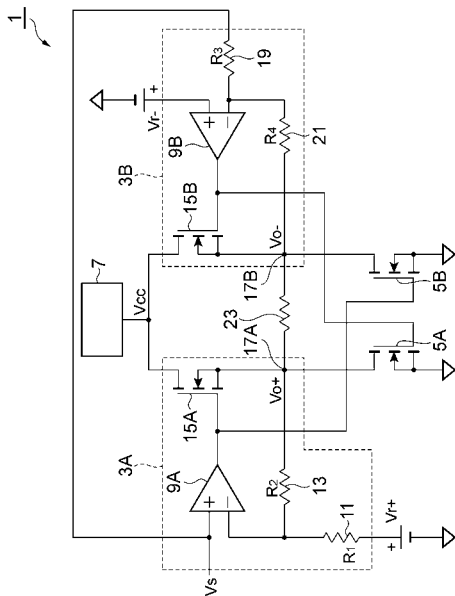 1
R3
19
+
Vr-
+
−
9B
R4
21
3B
15B
Vo-
17B
7
Vcc
23
5B
17A
Vo+
5A
15A
3A
9A
+
−
R2
13
11
Vr+
+
R1
Vs